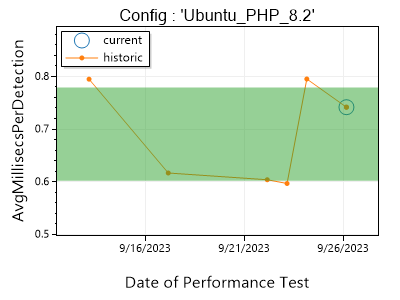 Config : 'Ubuntu_PHP_8.2'
current
historic
AvgMillisecsPerDetection
0.8
0.7
0.6
0.5
9/16/2023
9/21/2023
9/26/2023
Date of Performance Test